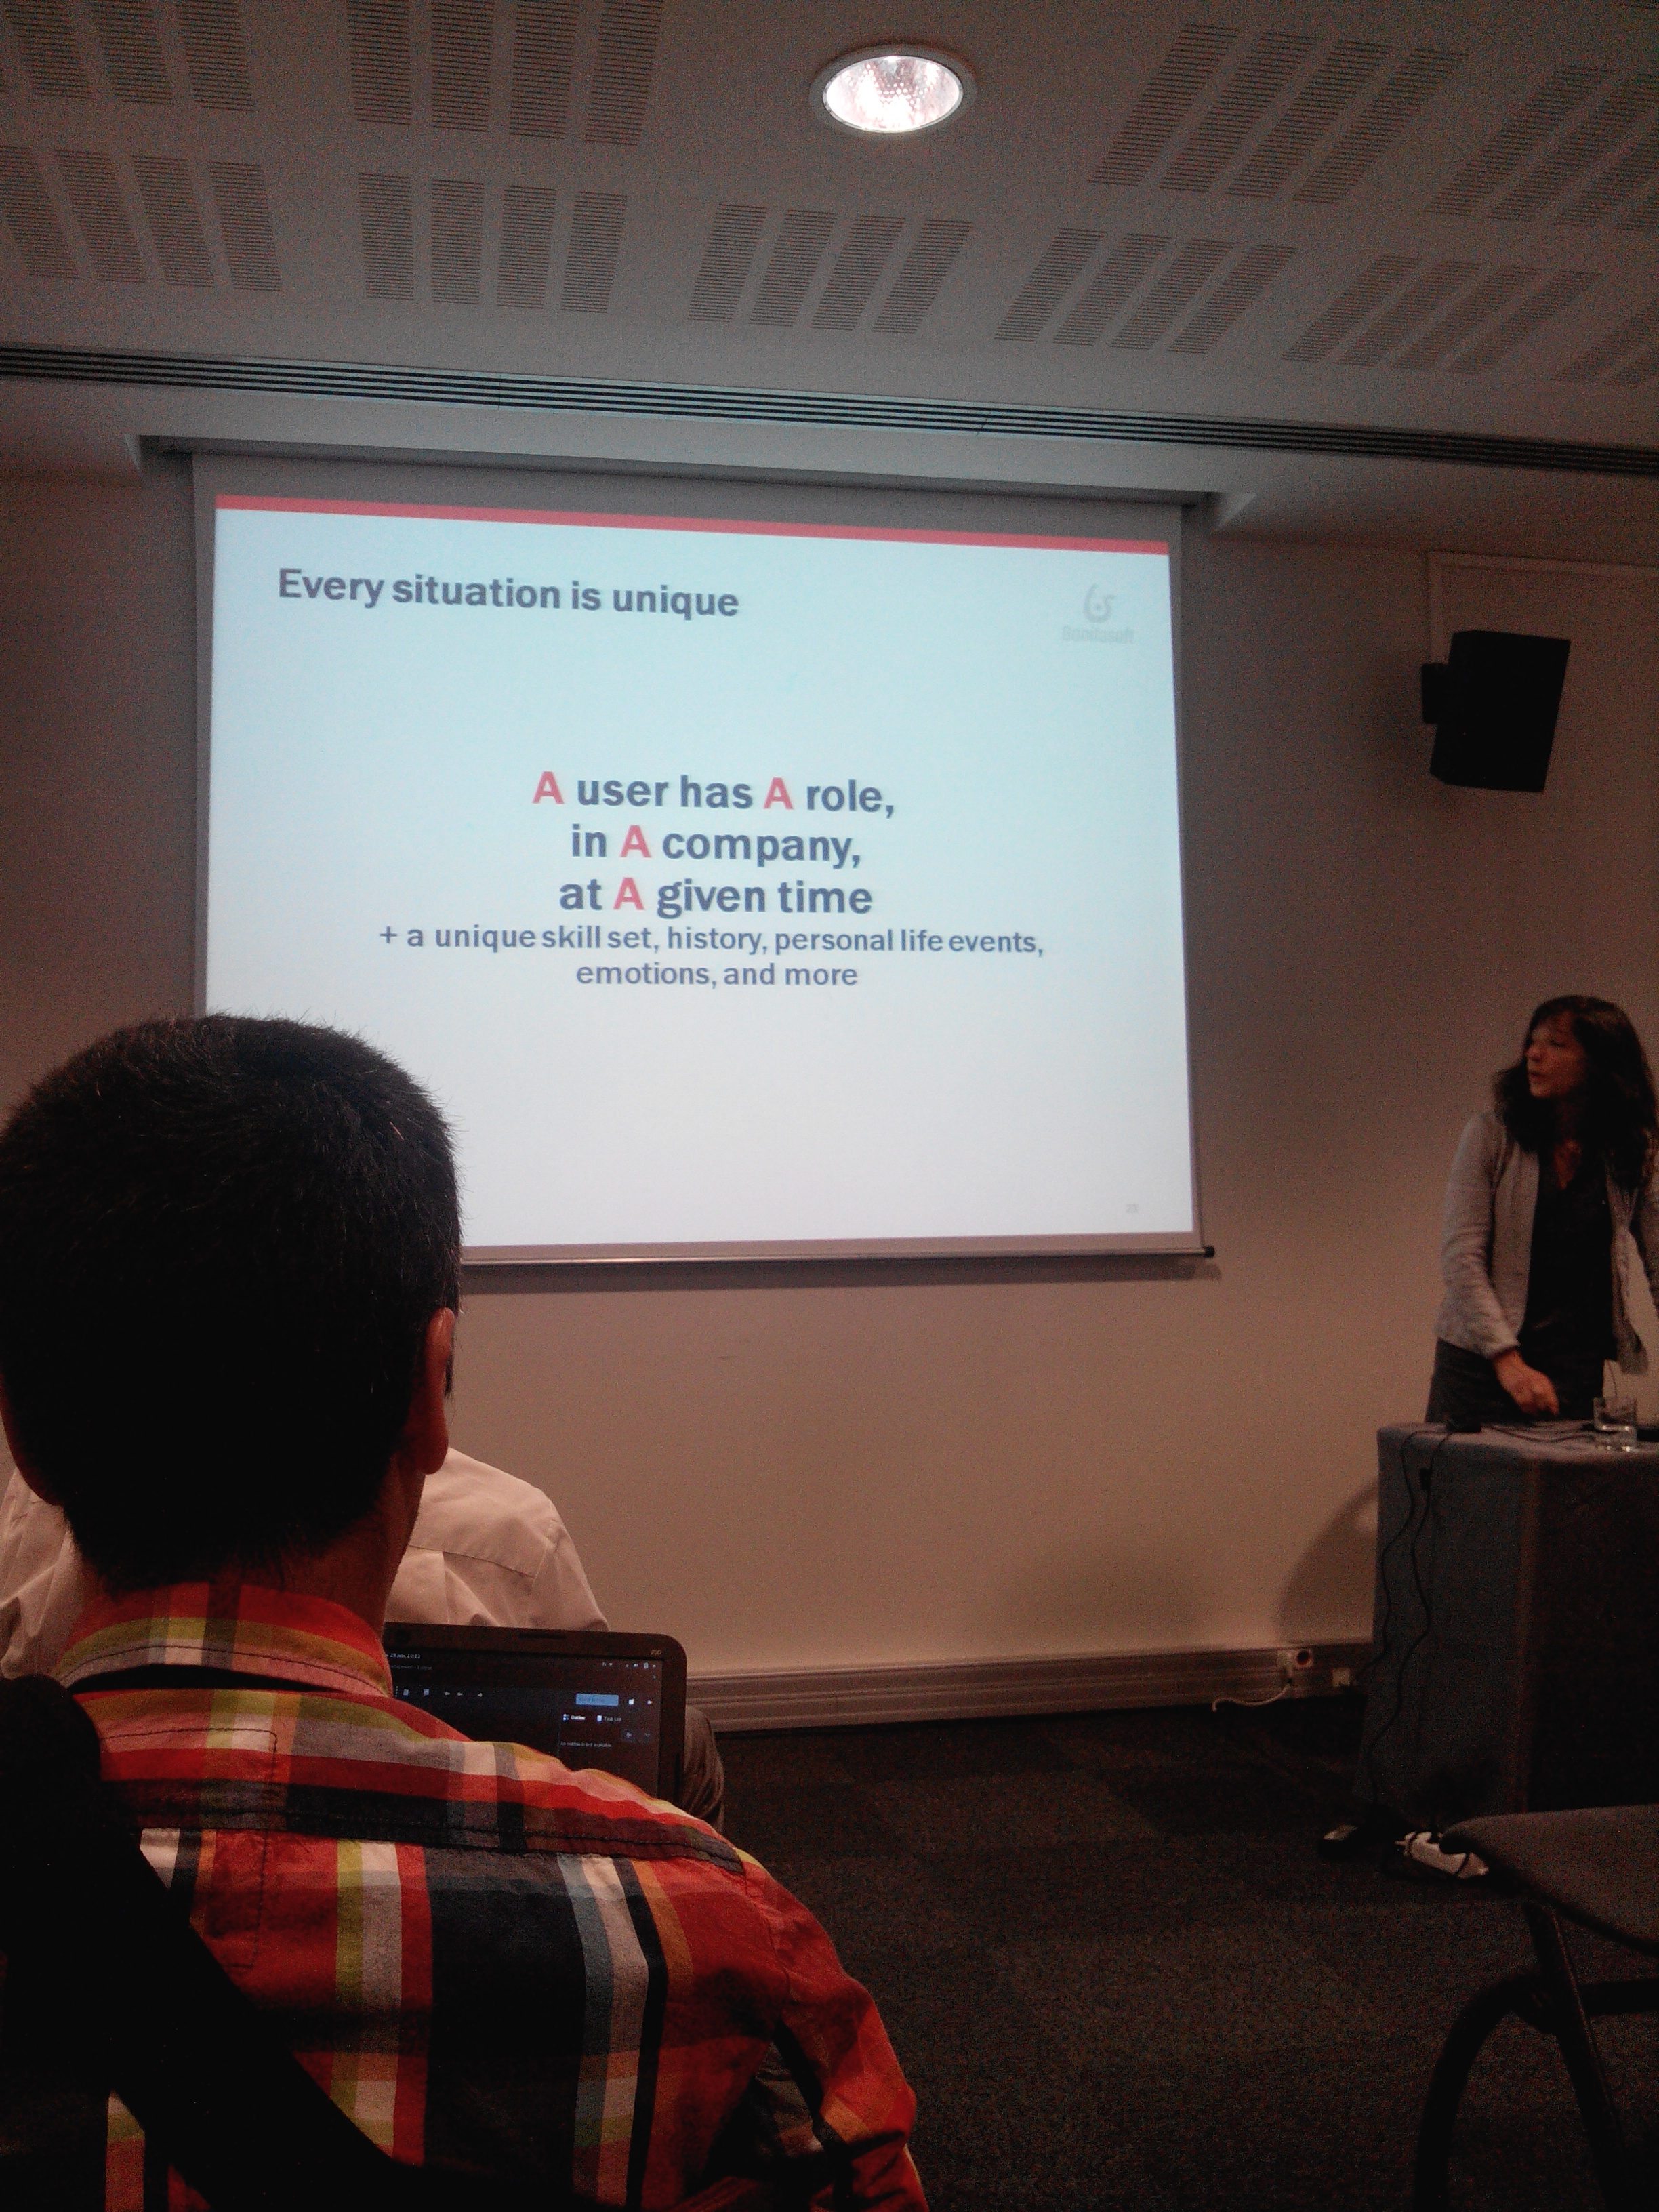 Every situation is unique
Bonitasoft
A user has A role,
in A company,
at A given time
+ a unique skill set, history, personal life events,
emotions, and more